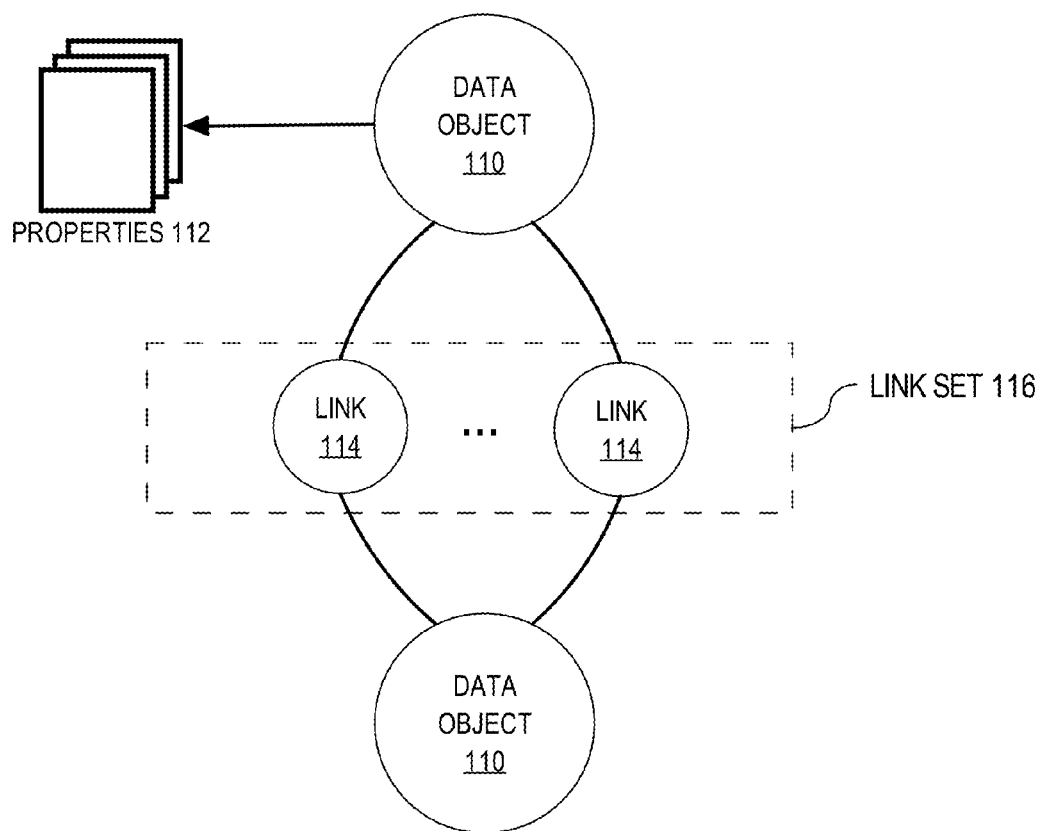 DATA
OBJECT
110
PROPERTIES 112
LINK
114
...
LINK
114
LINK SET 116
DATA
OBJECT
110